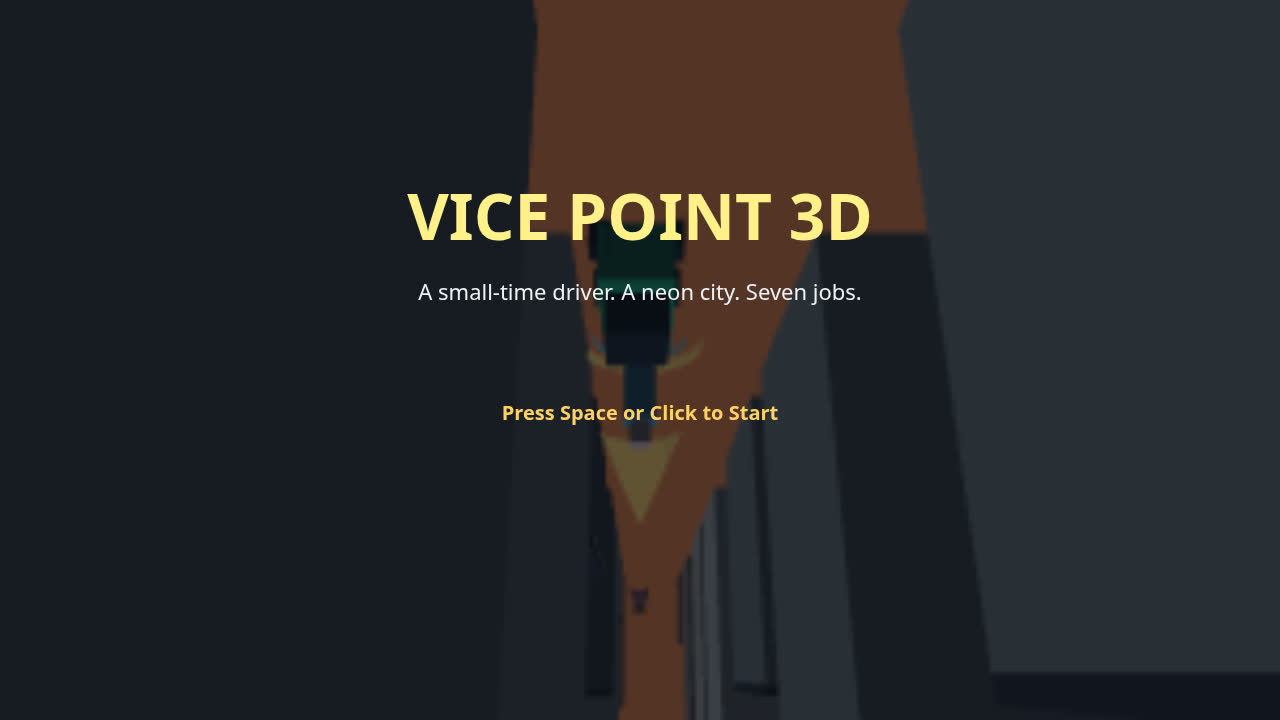 VICE POINT 3D
A small-time driver. A neon city. Seven jobs.
Press Space or Click to Start